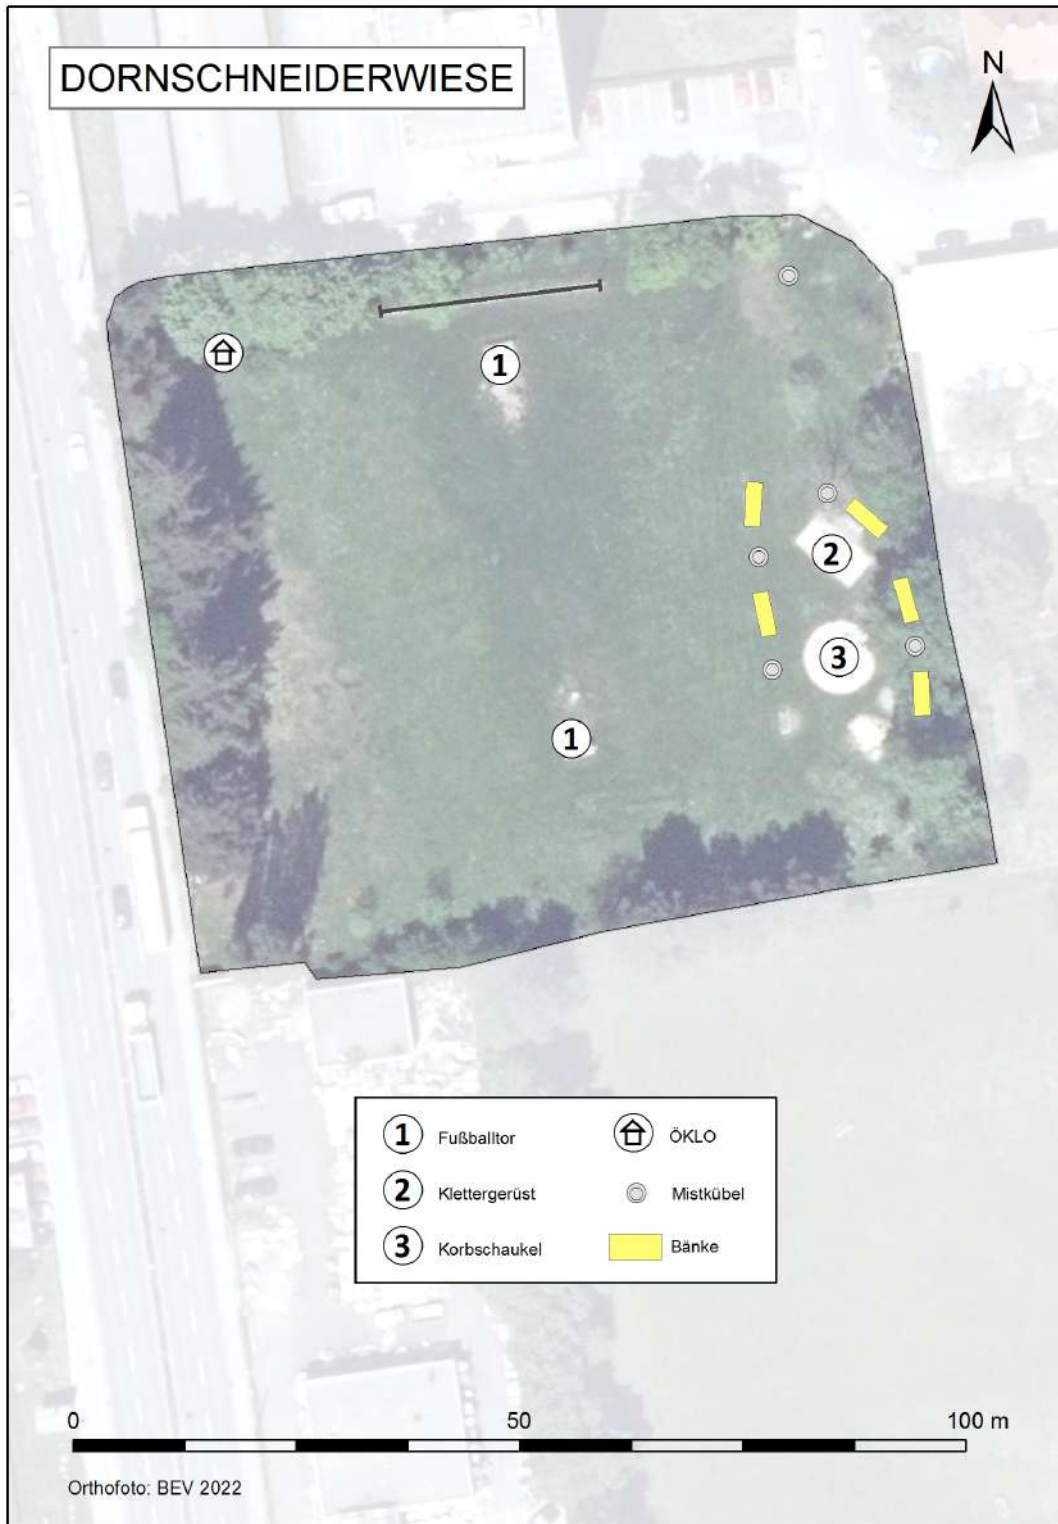 DORNSCHNEIDERWIESE
N
1
2
3
1
1 Fußballtor
ÖKLO
2 Klettergerüst
Mistkübel
3 Korbschaukel
Bänke
0 50 100 m
Orthofoto: BEV 2022